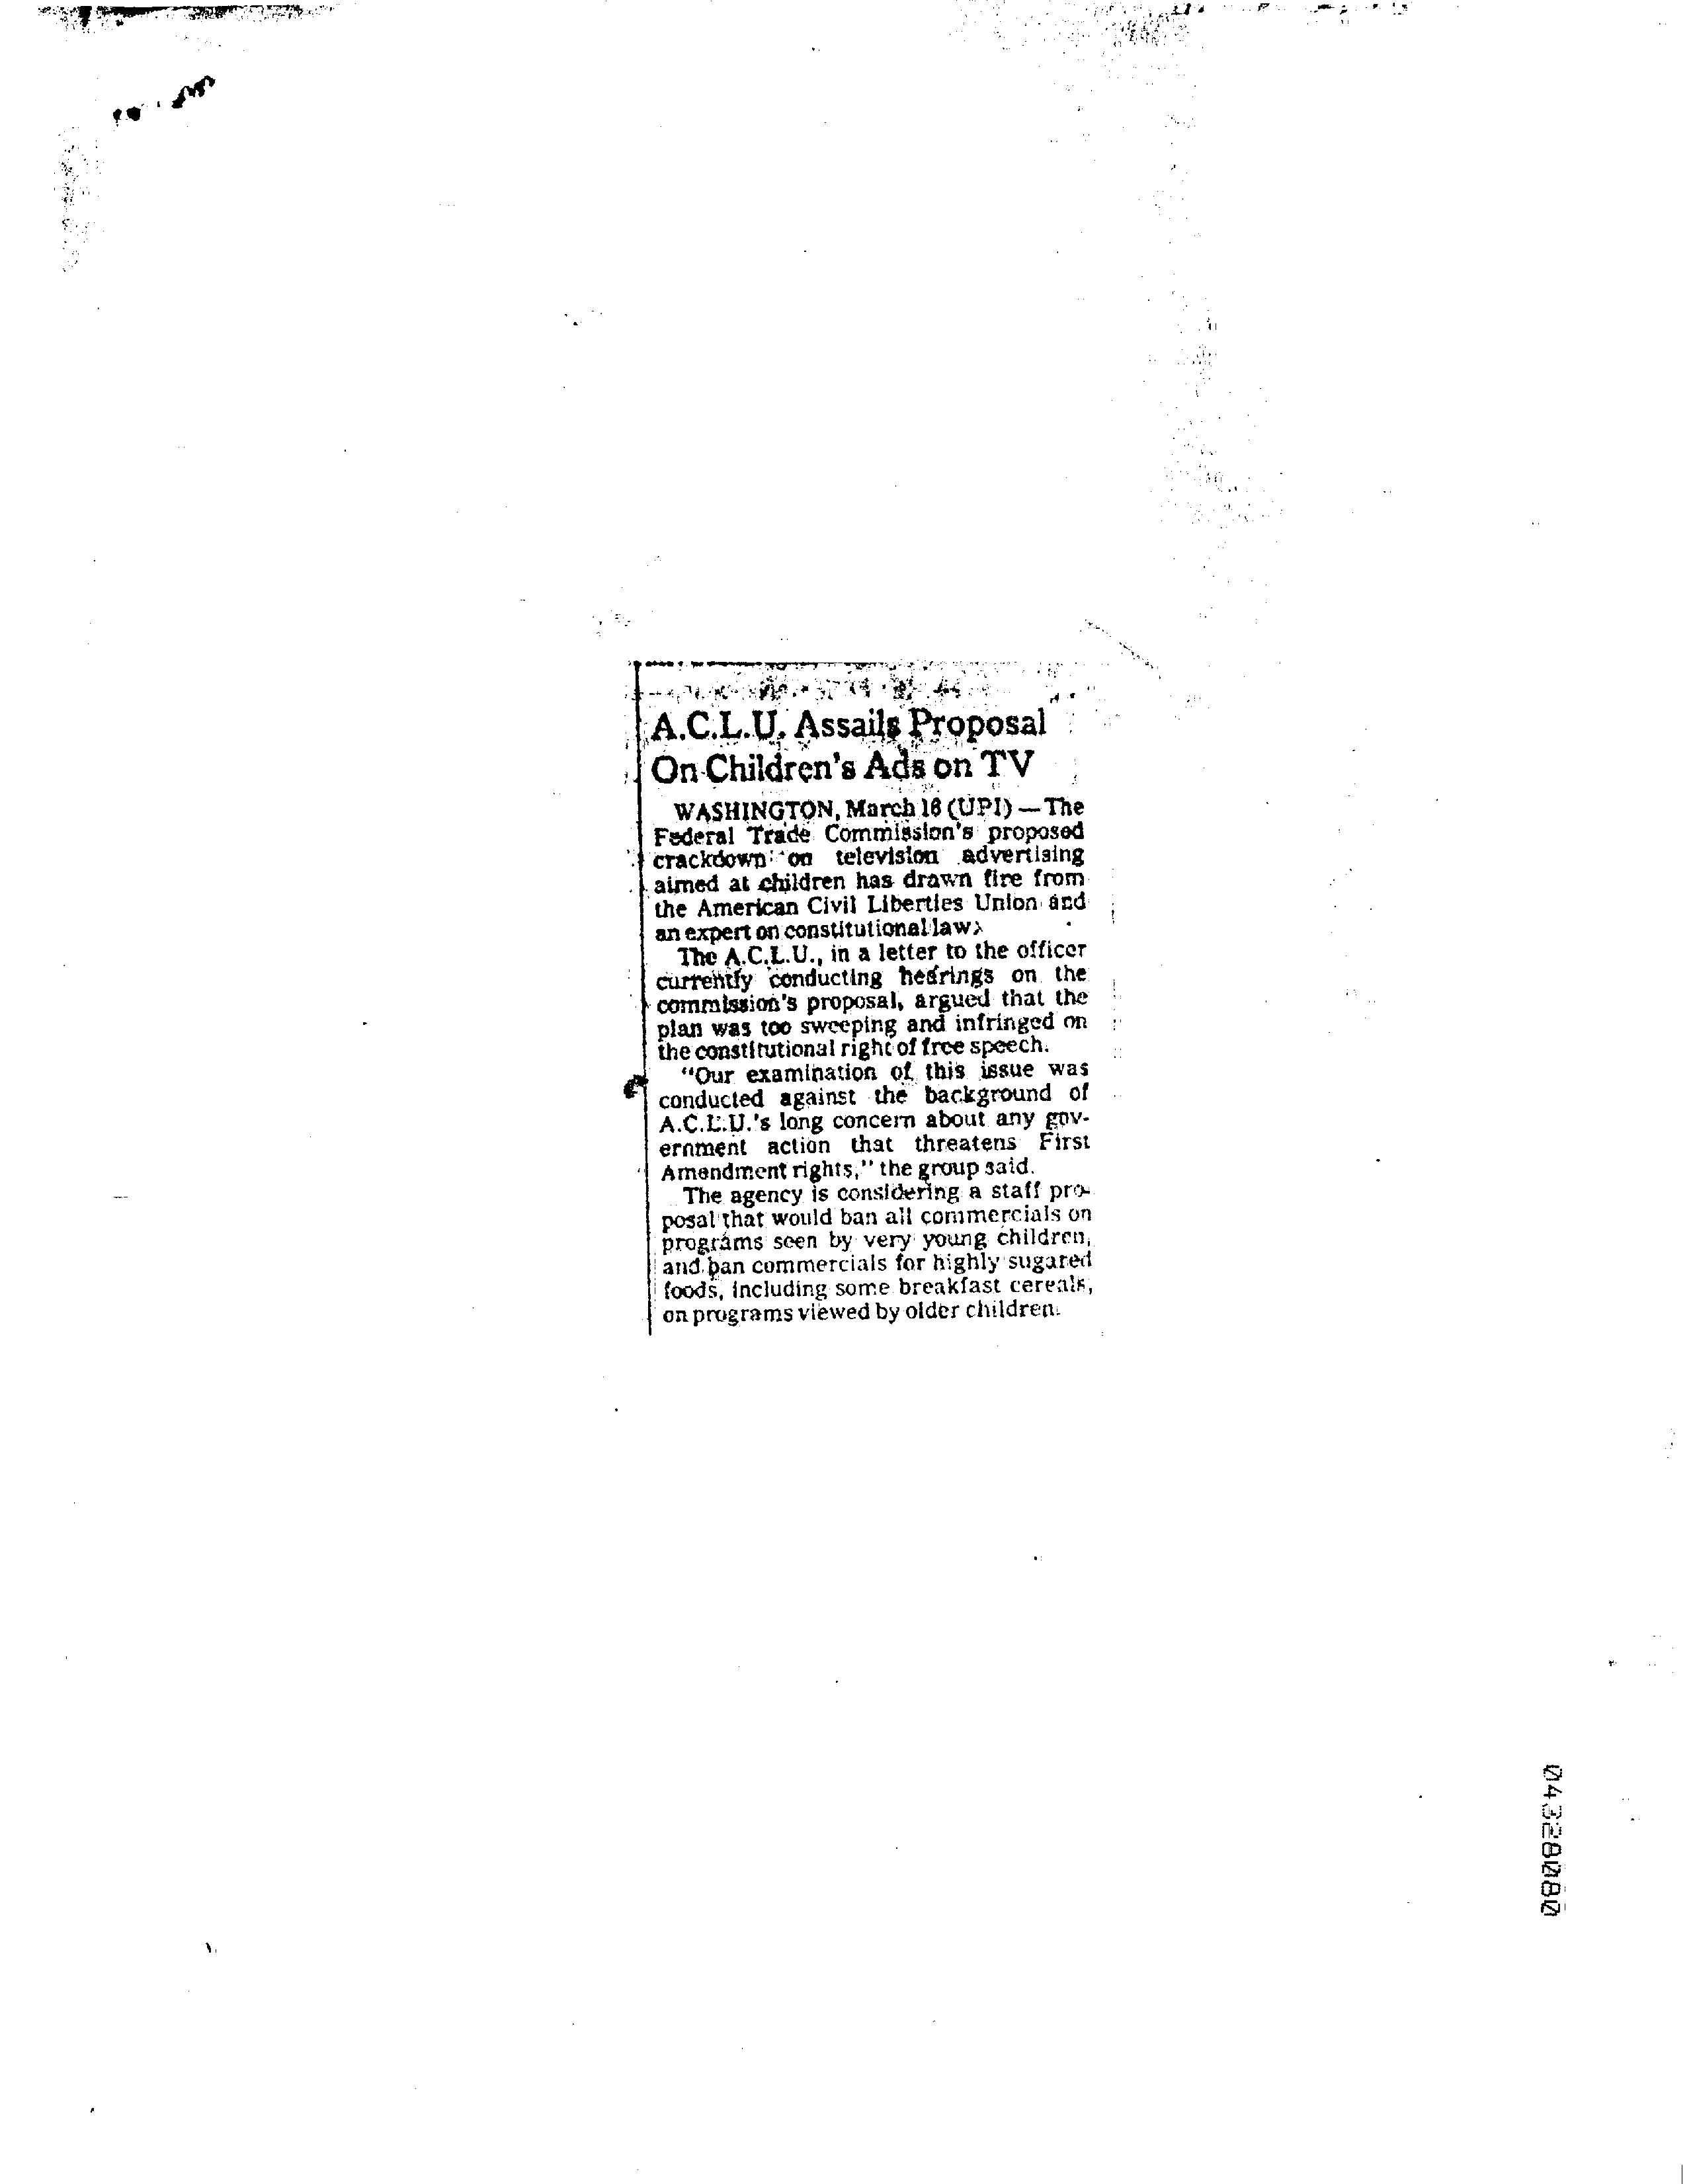 A.C.L.U. Assails Proposal
On Children's Ads on TV
WASHINGTON, March 16 (UPI) — The
Federal Trade Commission's proposed
crackdown on television advertising
aimed at children has drawn fire from
the American Civil Liberties Union and
an expert on constitutional law.
The A.C.L.U., in a letter to the officer
currently conducting hearings on the
commission's proposal, argued that the
plan was too sweeping and infringed on
the constitutional right of free speech.
"Our examination of this issue was
conducted against the background of
A.C.L.U.'s long concern about any gov-
ernment action that threatens First
Amendment rights," the group said.
The agency is considering a staff pro-
posal that would ban all commercials on
programs seen by very young children,
and ban commercials for highly sugared
foods, including some breakfast cereals,
on programs viewed by older children.
04328080